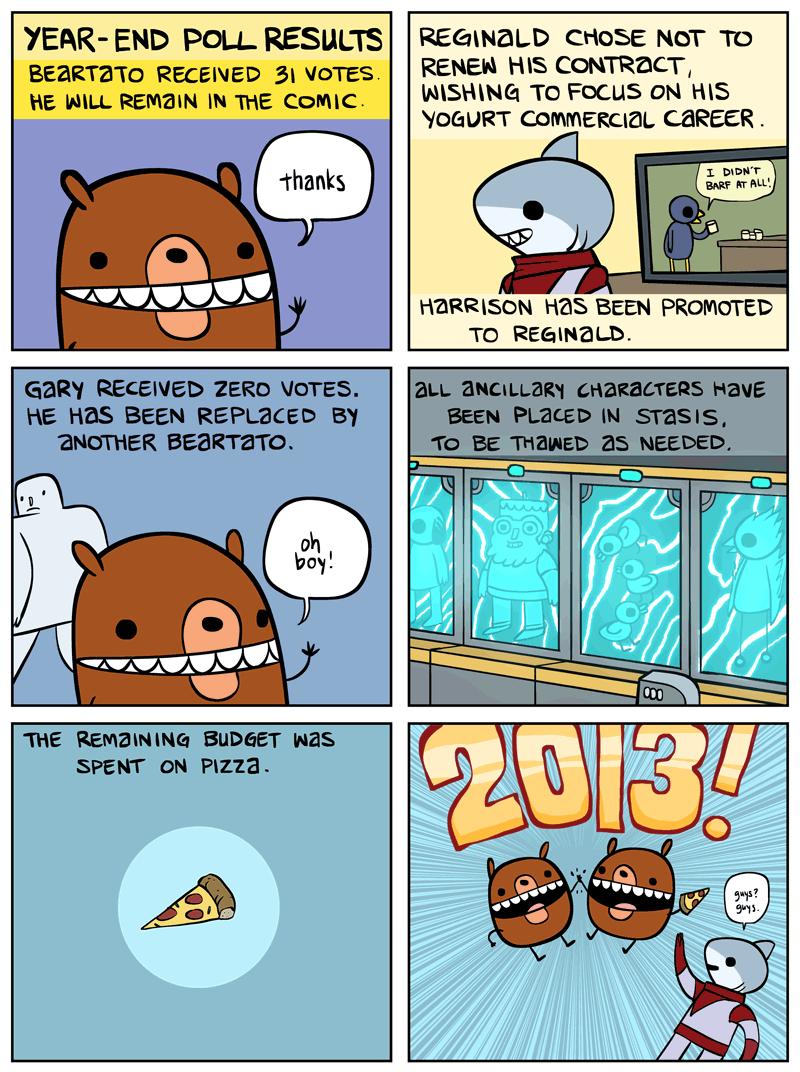 YEAR-END POLL RESULTS
BEARTATO RECEIVED 31 VOTES.
HE WILL REMAIN IN THE COMIC.
thanks
REGINALD CHOSE NOT TO
RENEW HIS CONTRACT,
WISHING TO FOCUS ON HIS
YOGURT COMMERCIAL CAREER.
I DIDN'T
BARF AT ALL!
HARRISON HAS BEEN PROMOTED
TO REGINALD.
GARY RECEIVED ZERO VOTES.
HE HAS BEEN REPLACED BY
ANOTHER BEARTATO.
oh
boy!
ALL ANCILLARY CHARACTERS HAVE
BEEN PLACED IN STASIS,
TO BE THAWED AS NEEDED.
THE REMAINING BUDGET WAS
SPENT ON PIZZA.
2013!
guys?
guys.